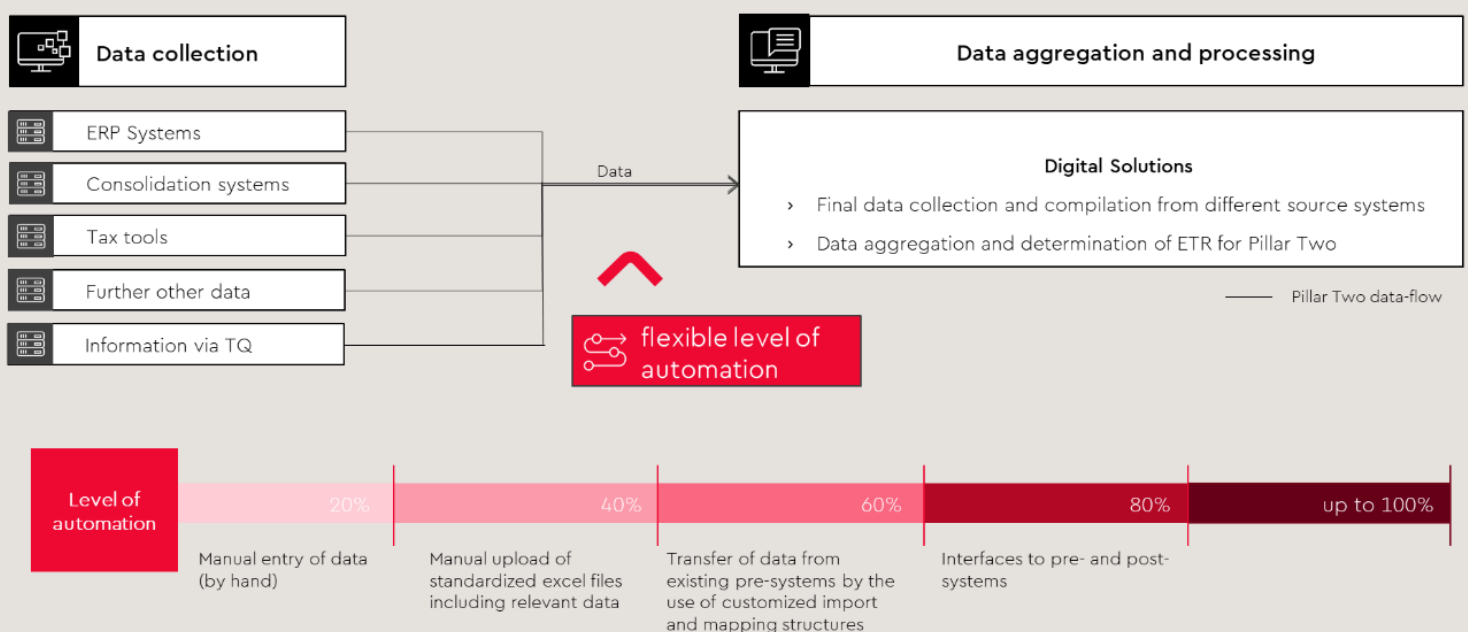 Data collection
Data aggregation and processing
ERP Systems
Consolidation systems
Tax tools
Further other data
Information via TQ
Data
Digital Solutions
› Final data collection and compilation from different source systems
› Data aggregation and determination of ETR for Pillar Two
Pillar Two data-flow
flexible level of
automation
Level of
automation
20%
40%
60%
80%
up to 100%
Manual entry of data
(by hand)
Manual upload of
standardized excel files
including relevant data
Transfer of data from
existing pre-systems by the
use of customized import
and mapping structures
Interfaces to pre- and post-
systems